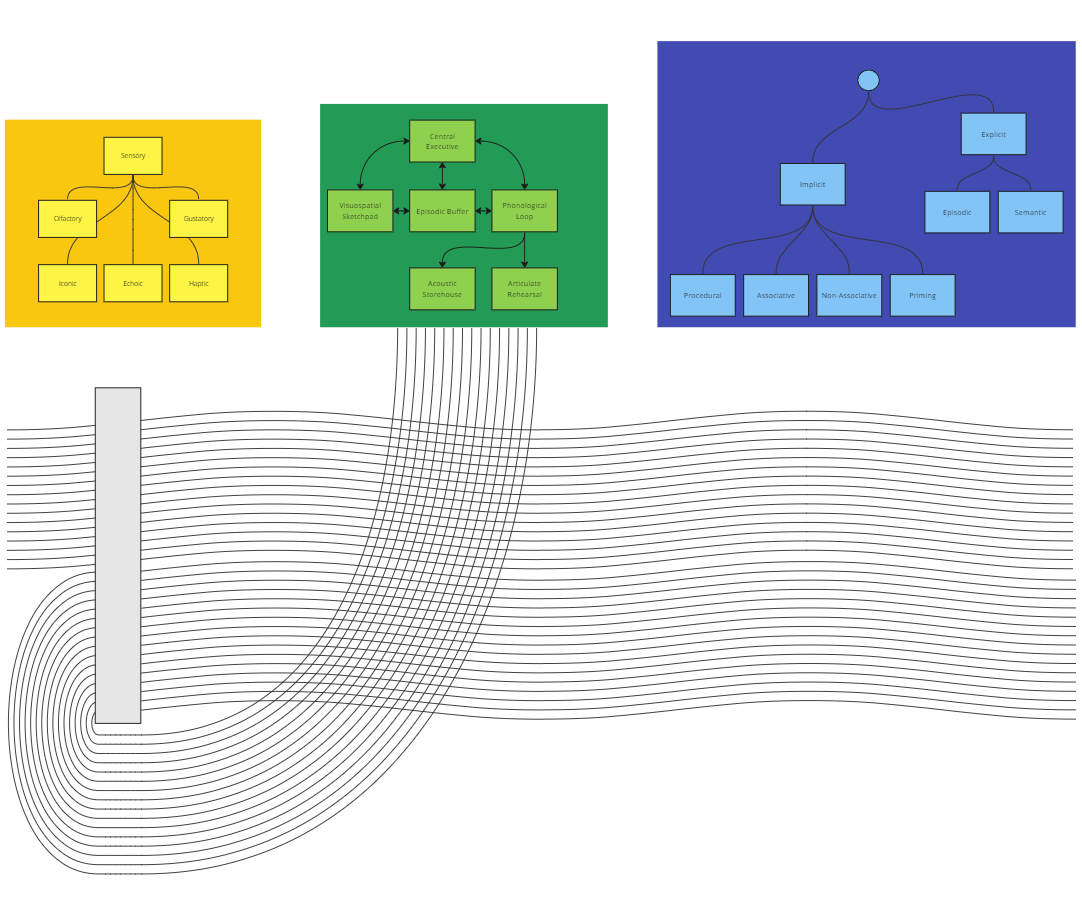 Sensory
Olfactory
Gustatory
Iconic
Echoic
Haptic
Central
Executive
Visuospatial
Sketchpad
Episodic Buffer
Phonological
Loop
Acoustic
Storehouse
Articulate
Rehearsal
Explicit
Implicit
Episodic
Semantic
Procedural
Associative
Non-Associative
Priming